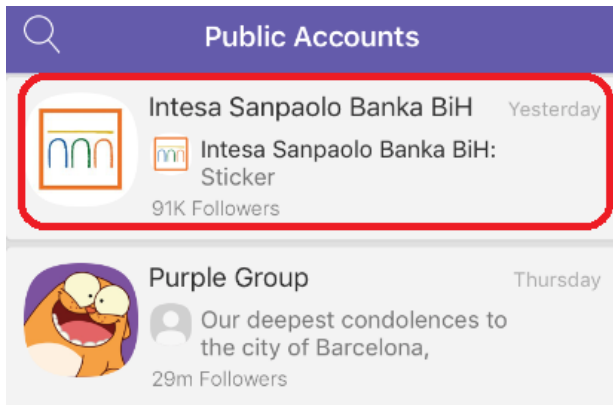 Public Accounts
Intesa Sanpaolo Banka BiH
Yesterday
Intesa Sanpaolo Banka BiH:
Sticker
91K Followers
Purple Group
Thursday
Our deepest condolences to
the city of Barcelona,
29m Followers